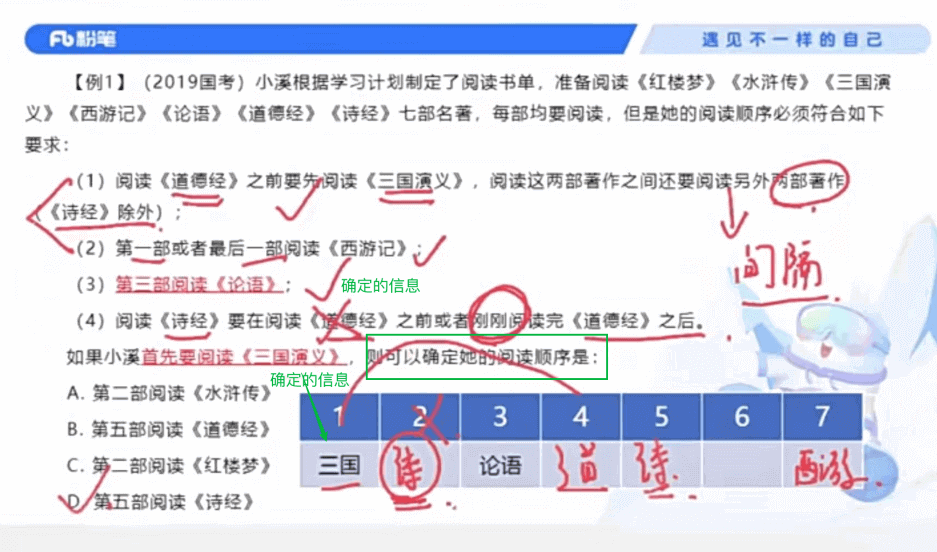 粉笔
遇见不一样的自己
【例1】（2019国考）小溪根据学习计划制定了阅读书单，准备阅读《红楼梦》《水浒传》《三国演
义》《西游记》《论语》《道德经》《诗经》七部名著，每部均要阅读，但是她的阅读顺序必须符合如下
要求：
（1）阅读《道德经》之前要先阅读《三国演义》，阅读这两部著作之间还要阅读另外两部著作
（《诗经》除外）；
（2）第一部或者最后一部阅读《西游记》；
间隔
（3）第三部阅读《论语》；
确定的信息
（4）阅读《诗经》要在阅读《道德经》之前或者刚刚阅读完《道德经》之后。
如果小溪首先要阅读《三国演义》，则可以确定她的阅读顺序是：
确定的信息
A. 第二部阅读《水浒传》
B. 第五部阅读《道德经》
C. 第二部阅读《红楼梦》
D. 第五部阅读《诗经》
1 2 3 4 5 6 7
三国 诗 论语 道 诗 西游